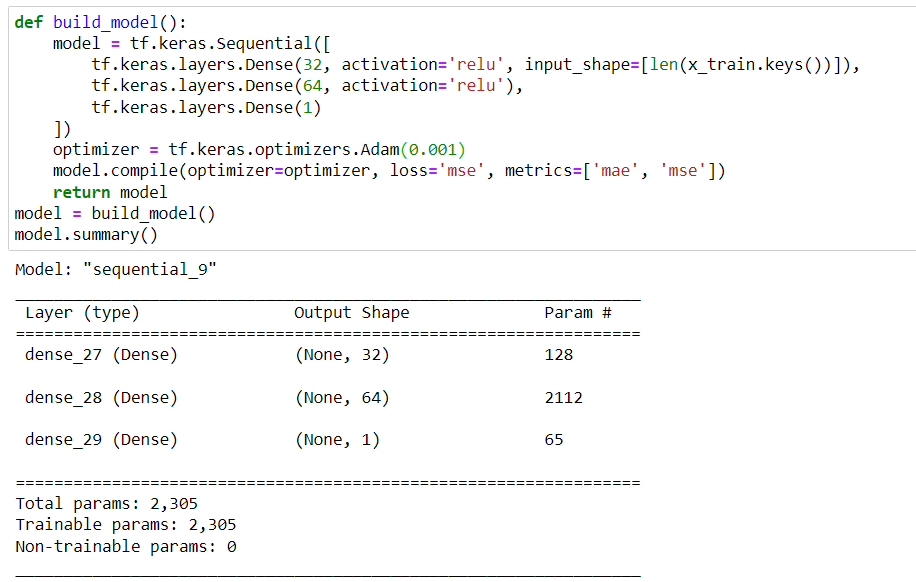 def build_model():
    model = tf.keras.Sequential([
        tf.keras.layers.Dense(32, activation='relu', input_shape=[len(x_train.keys())]),
        tf.keras.layers.Dense(64, activation='relu'),
        tf.keras.layers.Dense(1)
    ])
    optimizer = tf.keras.optimizers.Adam(0.001)
    model.compile(optimizer=optimizer, loss='mse', metrics=['mae', 'mse'])
    return model
model = build_model()
model.summary()
Model: "sequential_9"
_________________________________________________________________
 Layer (type)                Output Shape              Param #
=================================================================
 dense_27 (Dense)            (None, 32)                128
 dense_28 (Dense)            (None, 64)                2112
 dense_29 (Dense)            (None, 1)                 65
=================================================================
Total params: 2,305
Trainable params: 2,305
Non-trainable params: 0
_________________________________________________________________